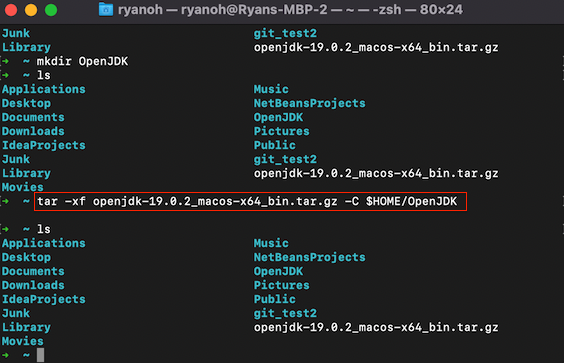 ryanoh — ryanoh@Ryans-MBP-2 — ~ — -zsh — 80×24
Junk git_test2
Library openjdk-19.0.2_macos-x64_bin.tar.gz
➜ ~ mkdir OpenJDK
➜ ~ ls
Applications Music
Desktop NetBeansProjects
Documents OpenJDK
Downloads Pictures
IdeaProjects Public
Junk git_test2
Library openjdk-19.0.2_macos-x64_bin.tar.gz
Movies
➜ ~ tar -xf openjdk-19.0.2_macos-x64_bin.tar.gz -C $HOME/OpenJDK
➜ ~ ls
Applications Music
Desktop NetBeansProjects
Documents OpenJDK
Downloads Pictures
IdeaProjects Public
Junk git_test2
Library openjdk-19.0.2_macos-x64_bin.tar.gz
Movies
➜ ~